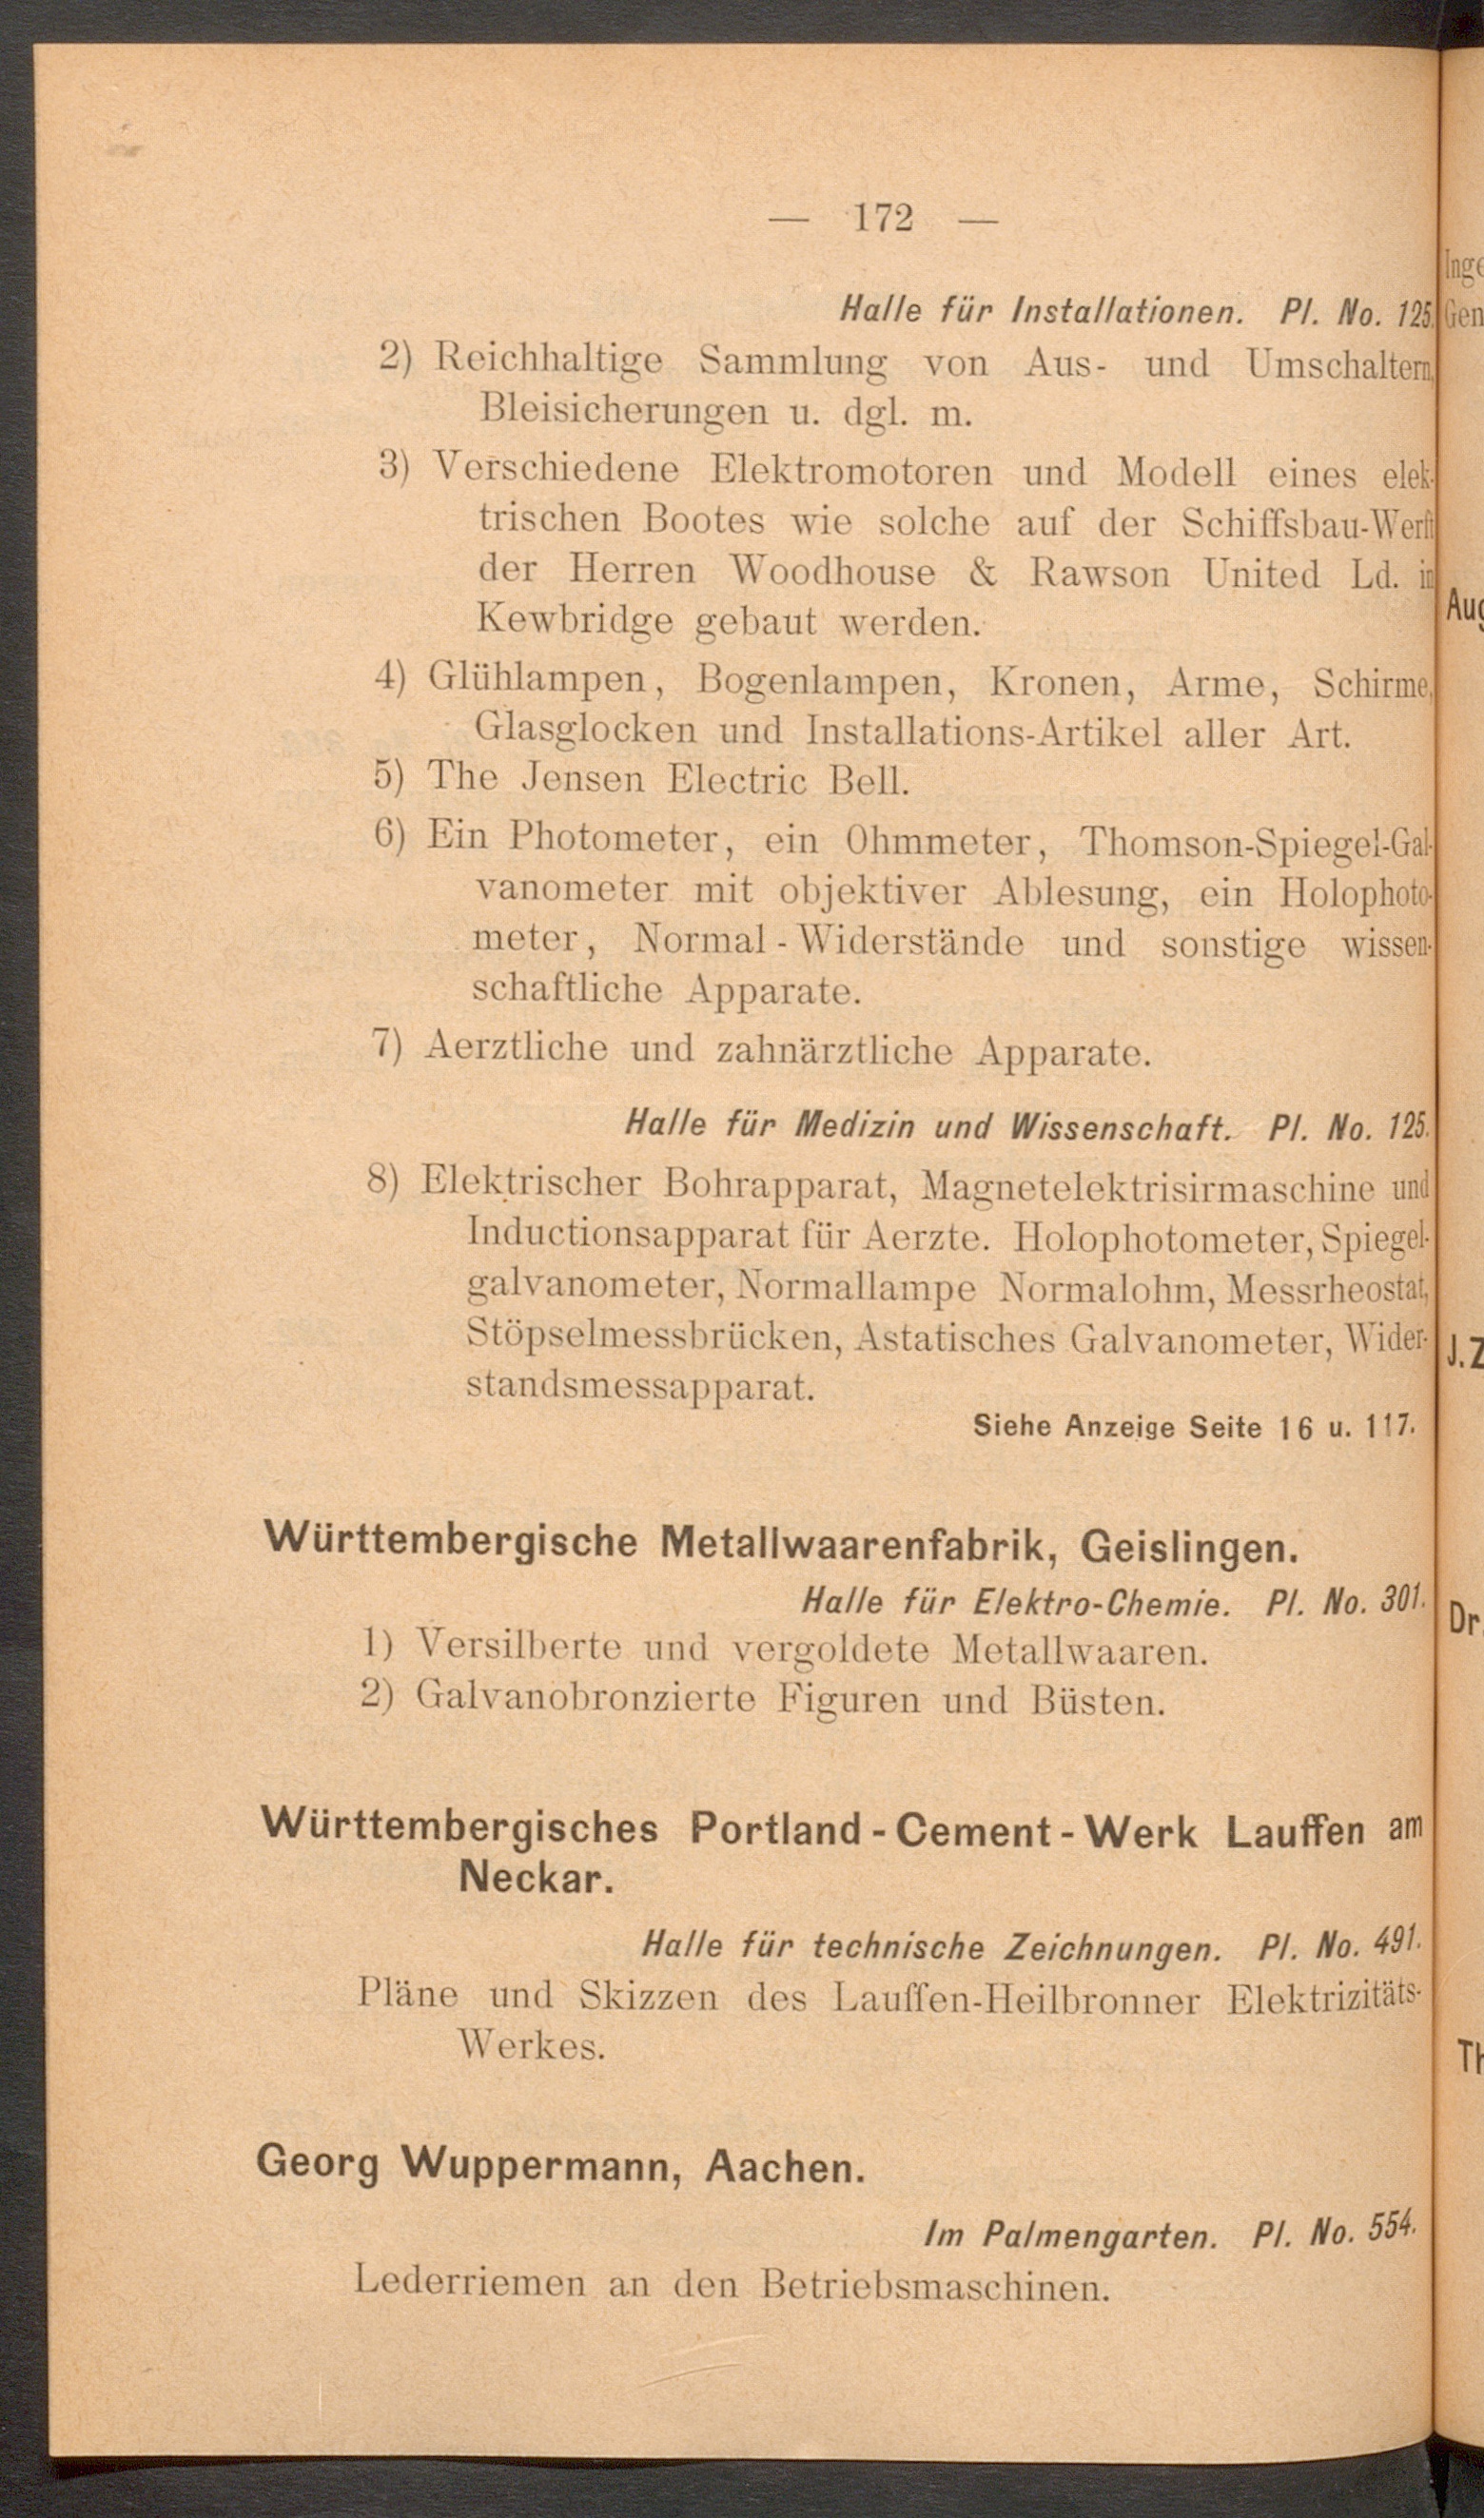 — 172 —
Halle für Installationen. Pl. No. 125.
2) Reichhaltige Sammlung von Aus- und Umschaltern,
Bleisicherungen u. dgl. m.
3) Verschiedene Elektromotoren und Modell eines elek-
trischen Bootes wie solche auf der Schiffsbau-Werft
der Herren Woodhouse & Rawson United Ld. in
Kewbridge gebaut werden.
4) Glühlampen, Bogenlampen, Kronen, Arme, Schirme,
Glasglocken und Installations-Artikel aller Art.
5) The Jensen Electric Bell.
6) Ein Photometer, ein Ohmmeter, Thomson-Spiegel-Gal-
vanometer mit objektiver Ablesung, ein Holophoto-
meter, Normal-Widerstände und sonstige wissen-
schaftliche Apparate.
7) Aerztliche und zahnärztliche Apparate.
Halle für Medizin und Wissenschaft. Pl. No. 125.
8) Elektrischer Bohrapparat, Magnetelektrisirmaschine und
Inductionsapparat für Aerzte. Holophotometer, Spiegel-
galvanometer, Normallampe Normalohm, Messrheostat,
Stöpselmessbrücken, Astatisches Galvanometer, Wider-
standsmessapparat.
Siehe Anzeige Seite 16 u. 117.
Württembergische Metallwaarenfabrik, Geislingen.
Halle für Elektro-Chemie. Pl. No. 301.
1) Versilberte und vergoldete Metallwaaren.
2) Galvanobronzierte Figuren und Büsten.
Württembergisches Portland-Cement-Werk Lauffen am
Neckar.
Halle für technische Zeichnungen. Pl. No. 491.
Pläne und Skizzen des Lauffen-Heilbronner Elektrizitäts-
Werkes.
Georg Wuppermann, Aachen.
Im Palmengarten. Pl. No. 554.
Lederriemen an den Betriebsmaschinen.
Inge
Gen
Aug
J. Z
Dr.